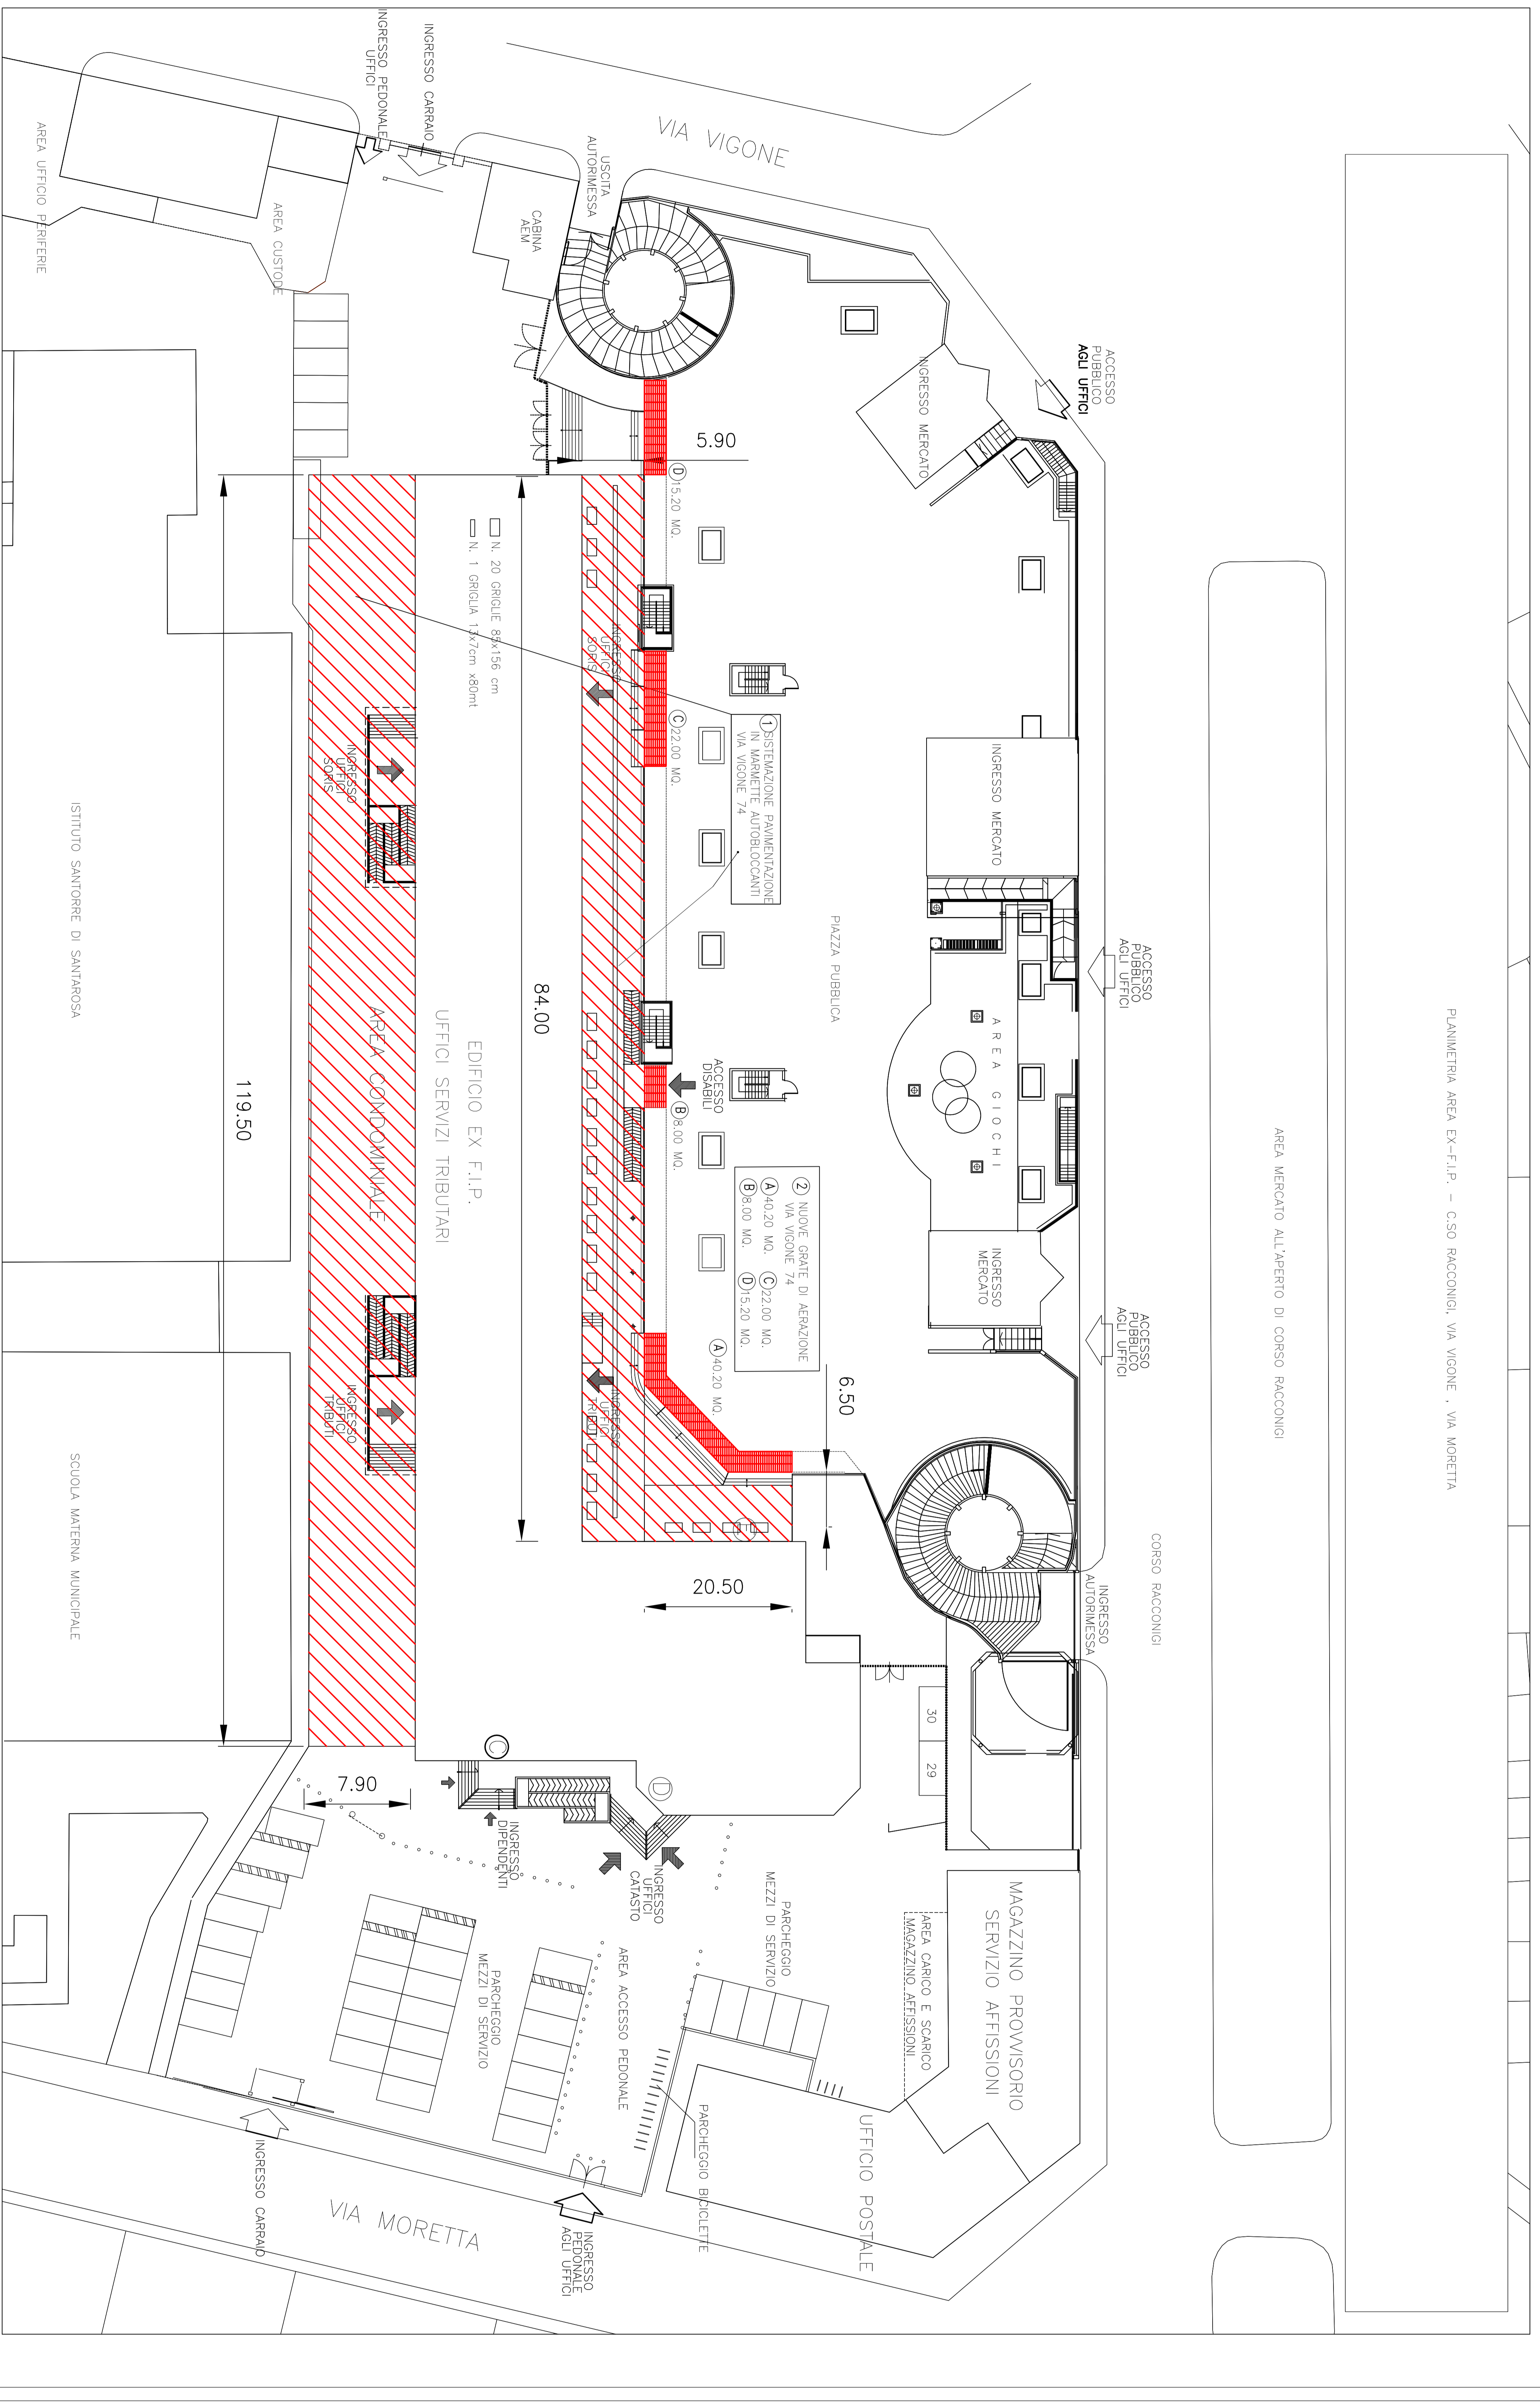 PLANIMETRIA AREA EX-F.I.P. - C.SO RACCONIGI, VIA VIGONE , VIA MORETTA
AREA MERCATO ALL'APERTO DI CORSO RACCONIGI
CORSO RACCONIGI
ACCESSO
PUBBLICO
AGLI UFFICI
ACCESSO
PUBBLICO
AGLI UFFICI
ACCESSO
PUBBLICO
AGLI UFFICI
INGRESSO
AUTORIMESSA
VIA VIGONE
INGRESSO MERCATO
INGRESSO MERCATO
AREA GIOCHI
INGRESSO
MERCATO
30
29
MAGAZZINO PROVVISORIO
SERVIZIO AFFISSIONI
AREA CARICO E SCARICO
MAGAZZINO AFFISSIONI
UFFICIO POSTALE
PIAZZA PUBBLICA
6.50
2 NUOVE GRATE DI AERAZIONE
VIA VIGONE 74
A 40.20 MQ.
C 22.00 MQ.
B 8.00 MQ.
D 15.20 MQ.
1 SISTEMAZIONE PAVIMENTAZIONE
IN MARMETTE AUTOBLOCCANTI
VIA VIGONE 74
PARCHEGGIO
MEZZI DI SERVIZIO
5.90
20.50
D 15.20 MQ.
C 22.00 MQ.
ACCESSO
DISABILI
B 8.00 MQ.
A 40.20 MQ.
E
D
INGRESSO
UFFICI
CATASTO
PARCHEGGIO BICICLETTE
USCITA
AUTORIMESSA
CABINA
AEM
INGRESSO
UFFICI
SORIS
INGRESSO
UFFICI
TRIBUTI
AREA ACCESSO PEDONALE
INGRESSO
PEDONALE
AGLI UFFICI
84.00
N. 20 GRIGLIE 85x156 cm
N. 1 GRIGLIA 13x7cm x80mt
EDIFICIO EX F.I.P.
UFFICI SERVIZI TRIBUTARI
C
INGRESSO
DIPENDENTI
PARCHEGGIO
MEZZI DI SERVIZIO
VIA MORETTA
INGRESSO CARRAIO
INGRESSO PEDONALE
UFFICI
AREA CONDOMINIALE
INGRESSO
UFFICI
SORIS
INGRESSO
UFFICI
TRIBUTI
7.90
119.50
INGRESSO CARRAIO
AREA CUSTODE
AREA UFFICIO PERIFERIE
ISTITUTO SANTORRE DI SANTAROSA
SCUOLA MATERNA MUNICIPALE